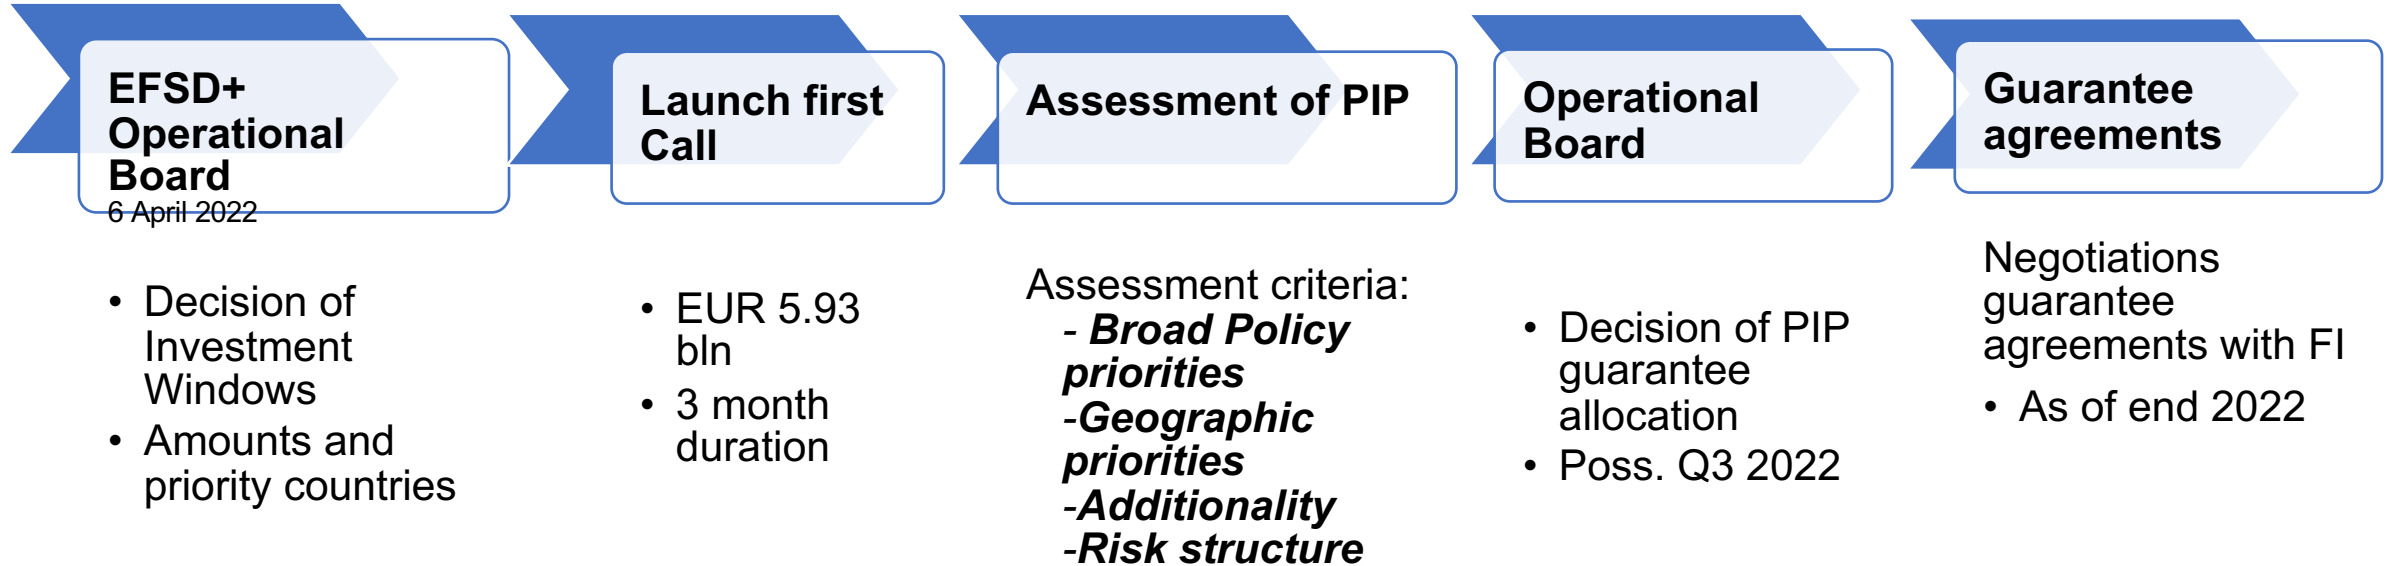 EFSD+
Operational
Board
6 April 2022
• Decision of
Investment
Windows
• Amounts and
priority countries
Launch first
Call
• EUR 5.93
bln
• 3 month
duration
Assessment of PIP
Assessment criteria:
- Broad Policy
priorities
-Geographic
priorities
-Additionality
-Risk structure
Operational
Board
• Decision of PIP
guarantee
allocation
• Poss. Q3 2022
Guarantee
agreements
Negotiations
guarantee
agreements with FI
• As of end 2022